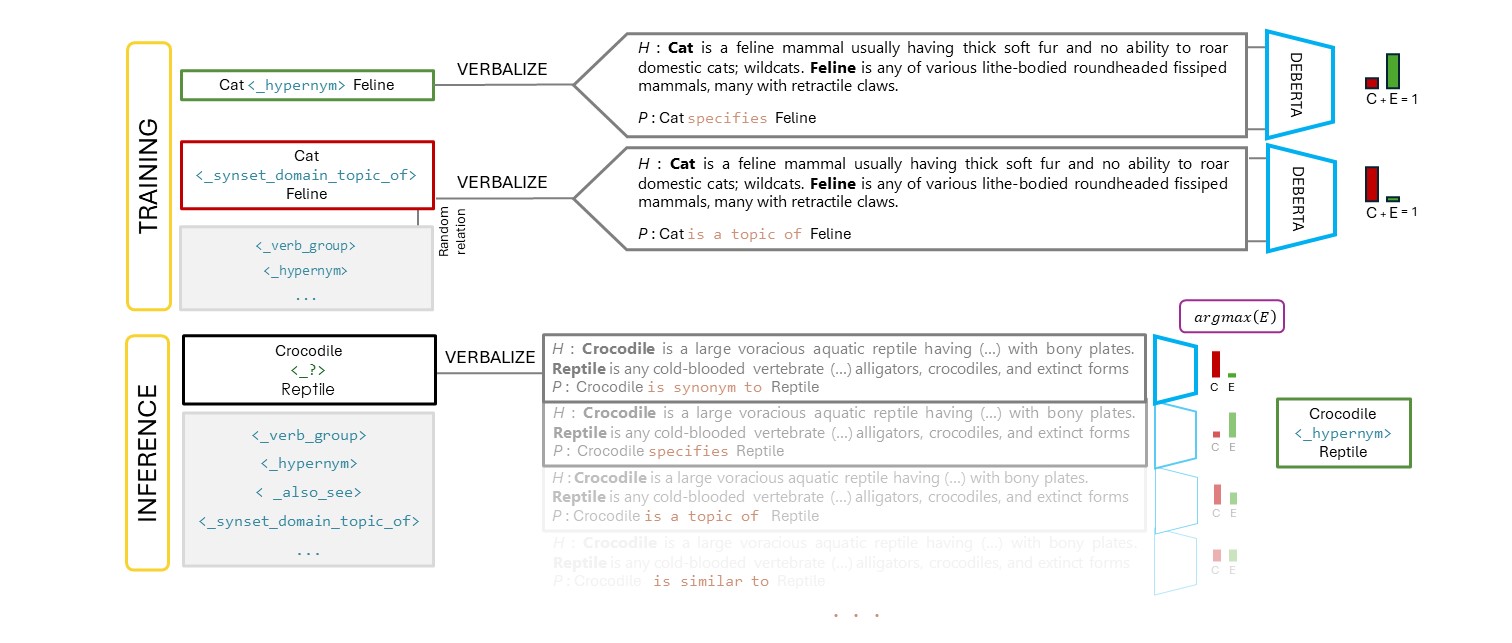 TRAINING
Cat <_hypernym> Feline
VERBALIZE
H : Cat is a feline mammal usually having thick soft fur and no ability to roar
domestic cats; wildcats. Feline is any of various lithe-bodied roundheaded fissiped
mammals, many with retractile claws.
P : Cat specifies Feline
DEBERTA
C + E = 1
Cat
<_synset_domain_topic_of>
Feline
VERBALIZE
Random
relation
<_verb_group>
<_hypernym>
...
H : Cat is a feline mammal usually having thick soft fur and no ability to roar
domestic cats; wildcats. Feline is any of various lithe-bodied roundheaded fissiped
mammals, many with retractile claws.
P : Cat is a topic of Feline
DEBERTA
C + E = 1
INFERENCE
Crocodile
<_?>
Reptile
VERBALIZE
<_verb_group>
<_hypernym>
< _also_see>
<_synset_domain_topic_of>
...
H : Crocodile is a large voracious aquatic reptile having (...) with bony plates.
Reptile is any cold-blooded vertebrate (...) alligators, crocodiles, and extinct forms
P : Crocodile is synonym to Reptile
H : Crocodile is a large voracious aquatic reptile having (...) with bony plates.
Reptile is any cold-blooded vertebrate (...) alligators, crocodiles, and extinct forms
P : Crocodile specifies Reptile
H : Crocodile is a large voracious aquatic reptile having (...) with bony plates.
Reptile is any cold-blooded vertebrate (...) alligators, crocodiles, and extinct forms
P : Crocodile is a topic of Reptile
H : Crocodile is a large voracious aquatic reptile having (...) with bony plates.
Reptile is any cold-blooded vertebrate (...) alligators, crocodiles, and extinct forms
P : Crocodile is similar to Reptile
. . .
argmax(E)
C E
C E
C E
C E
Crocodile
<_hypernym>
Reptile